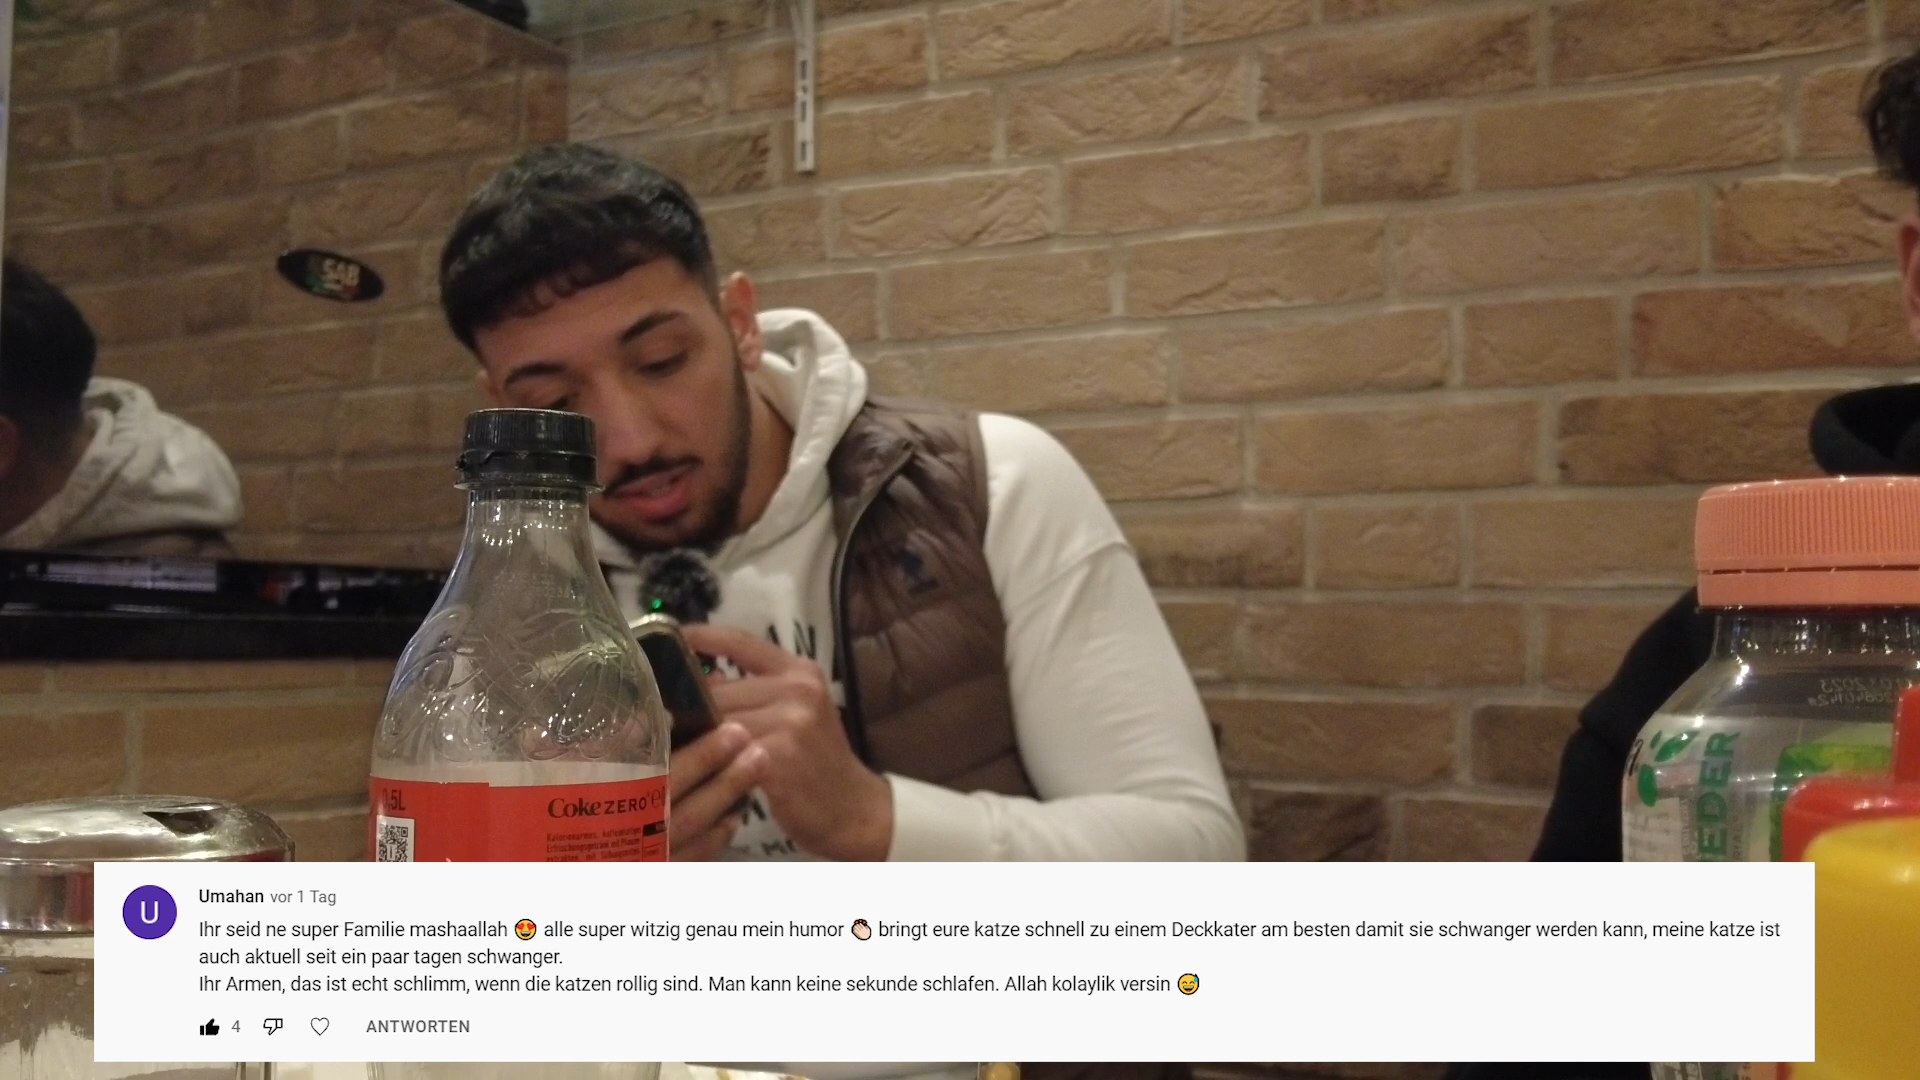 SAB
0,5L
Coke ZERO
EDER
U
Umahan vor 1 Tag
Ihr seid ne super Familie mashaallah 😍 alle super witzig genau mein humor 👏🏻 bringt eure katze schnell zu einem Deckkater am besten damit sie schwanger werden kann, meine katze ist
auch aktuell seit ein paar tagen schwanger.
Ihr Armen, das ist echt schlimm, wenn die katzen rollig sind. Man kann keine sekunde schlafen. Allah kolaylik versin 😅
4
ANTWORTEN